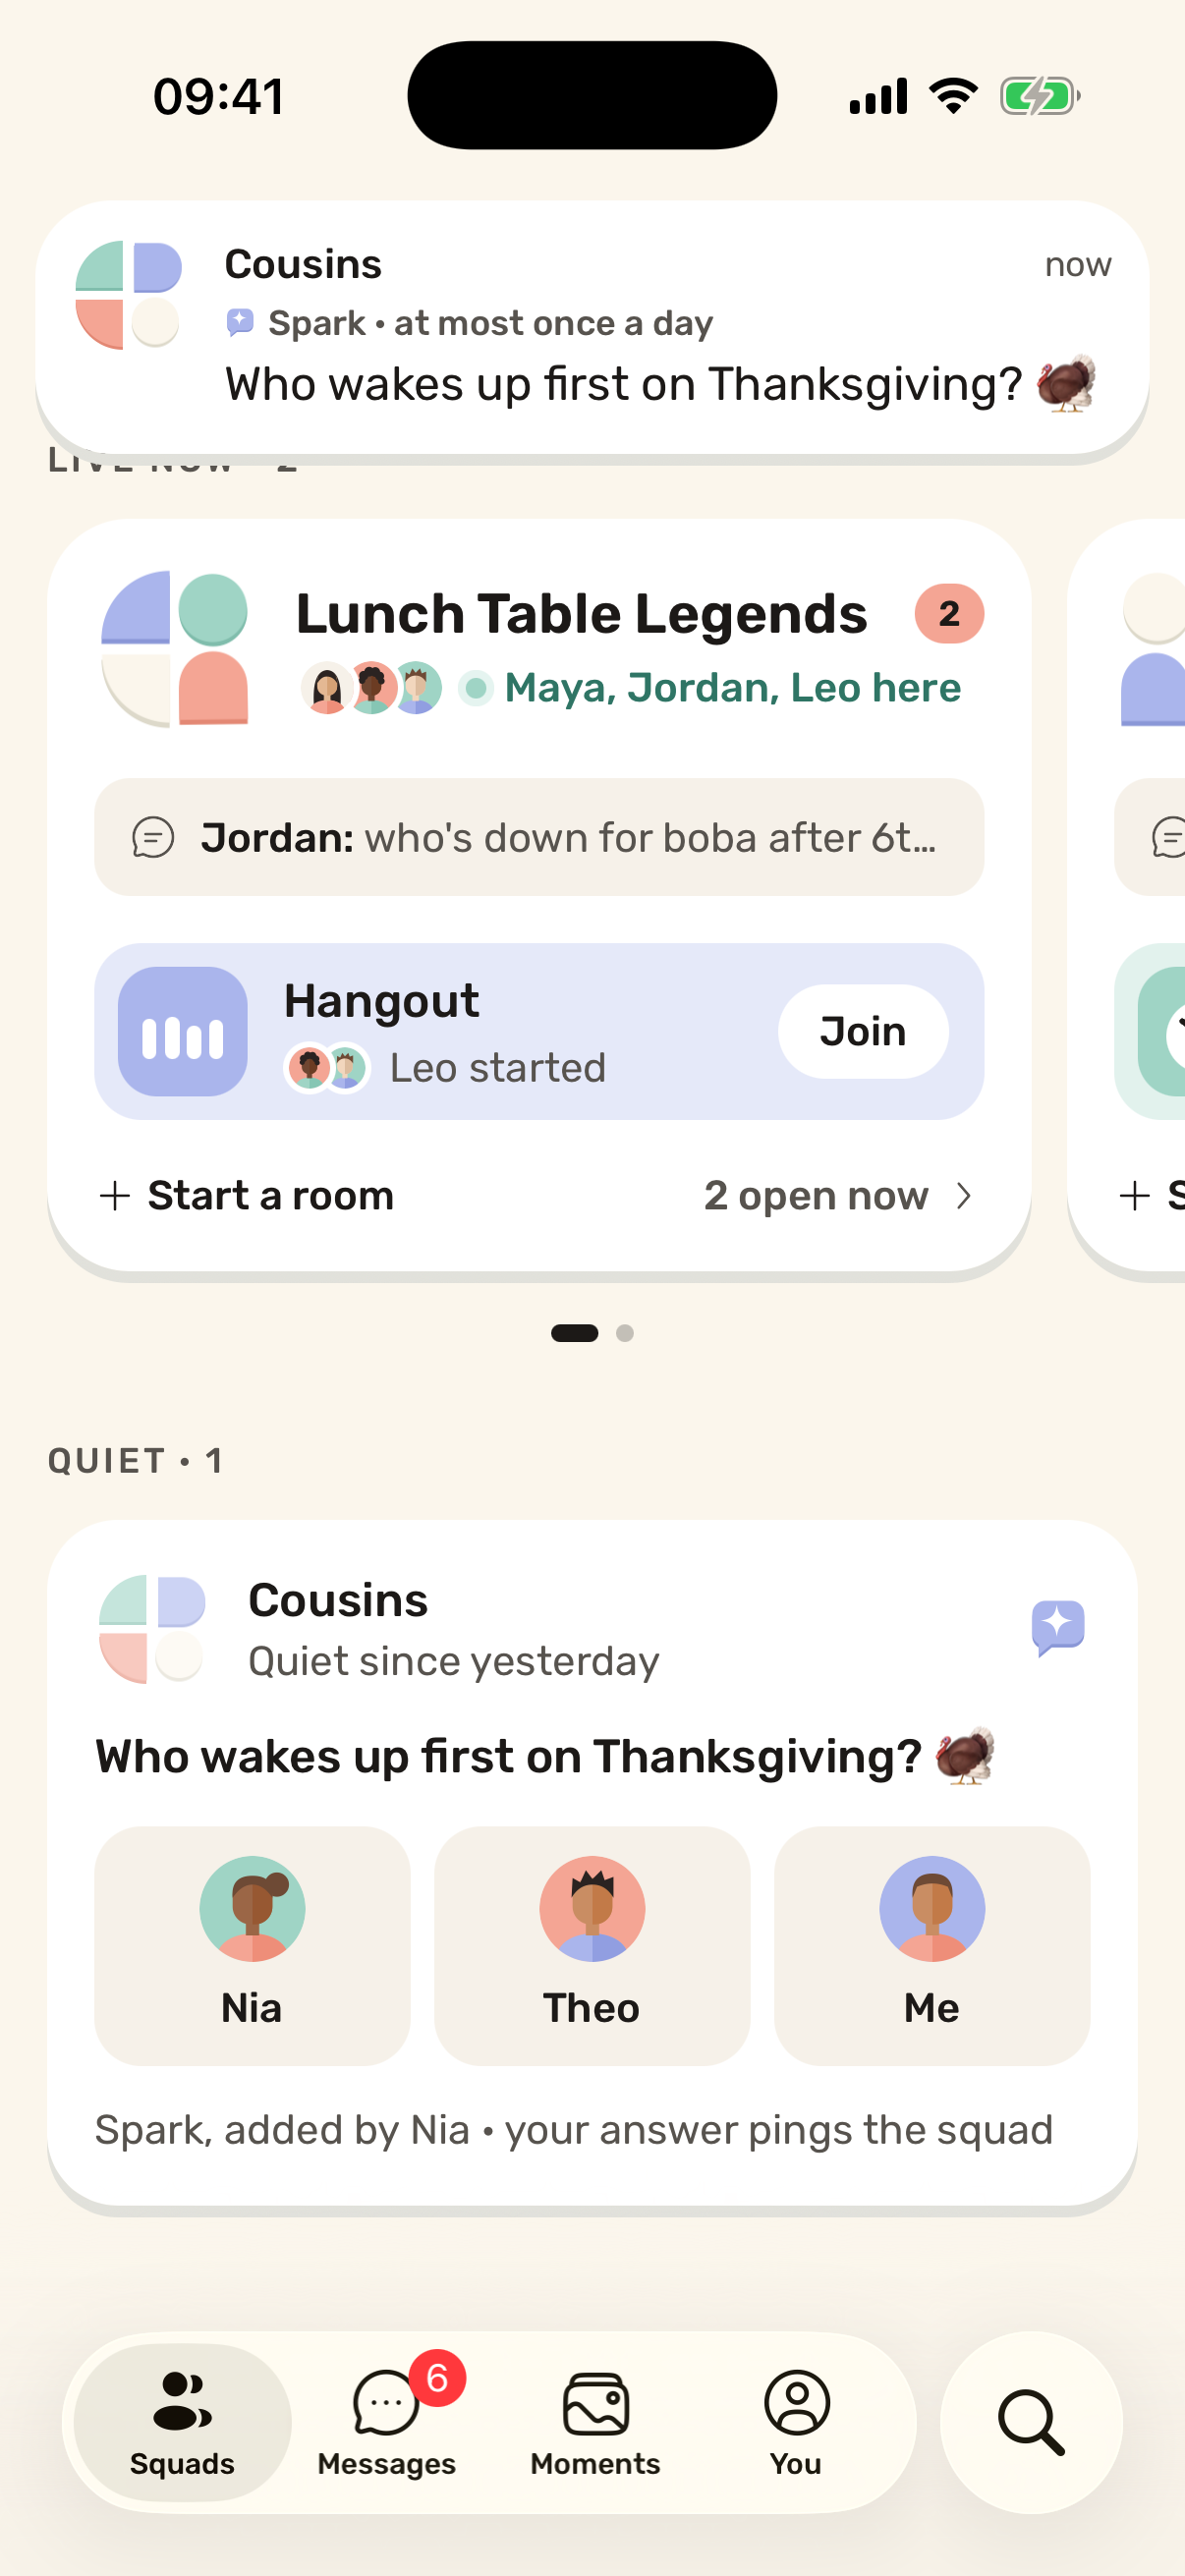 09:41
Cousins
now
Spark • at most once a day
Who wakes up first on Thanksgiving? 🦃
LIVE NOW • 2
Lunch Table Legends
2
Maya, Jordan, Leo here
Jordan: who's down for boba after 6t...
Hangout
Leo started
Join
+ Start a room
2 open now >
+ S
QUIET • 1
Cousins
Quiet since yesterday
Who wakes up first on Thanksgiving? 🦃
Nia
Theo
Me
Spark, added by Nia • your answer pings the squad
6
Squads
Messages
Moments
You